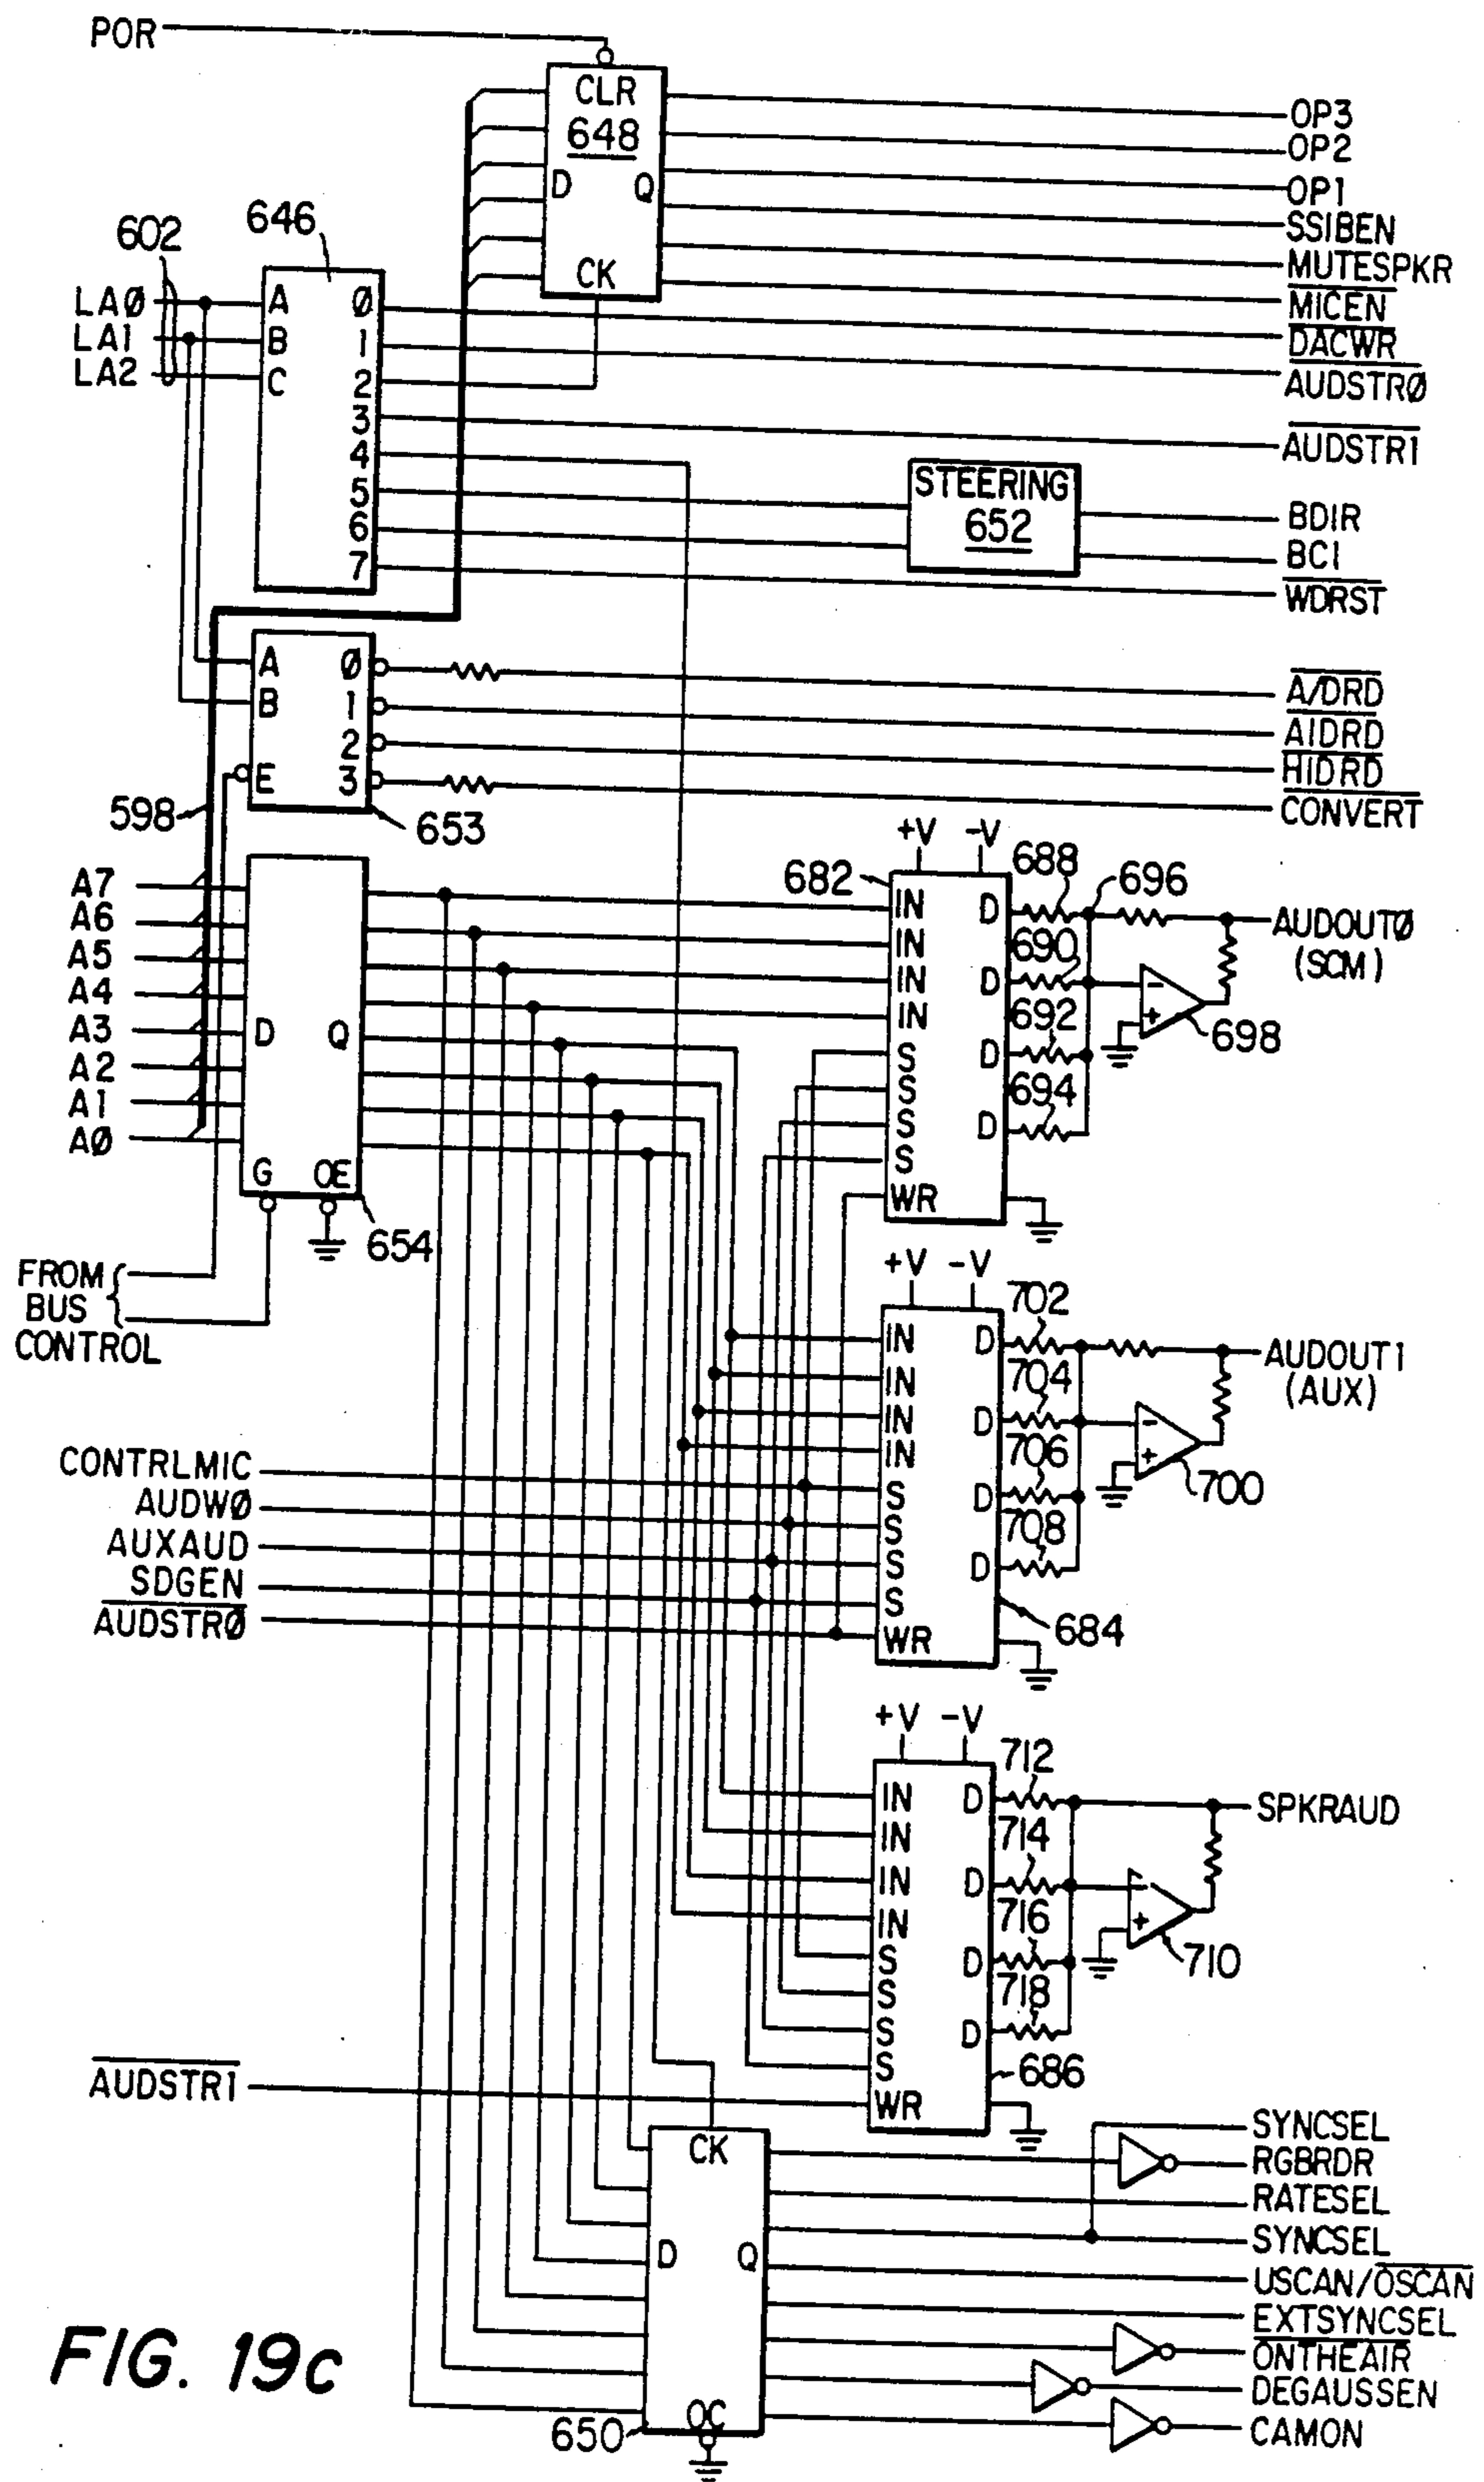 POR
CLR
648
D Q
CK
OP3
OP2
OP1
SSIBEN
MUTESPKR
MICEN
DACWR
AUDSTRØ
AUDSTR1
602
646
LAØ
LA1
LA2
A Ø
B 1
C 2
3
4
5
6
7
STEERING
652
BDIR
BC1
WDRST
A Ø
B 1
2
E 3
653
598
A/DRD
AIDRD
HIDRD
CONVERT
A7
A6
A5
A4
A3
A2
A1
AØ
D Q
G OE
654
FROM
BUS
CONTROL
+V -V
682
688
696
IN D
IN
690
IN D
IN
692
S D
S
694
S D
S
WR
698
AUDOUTØ
(SCM)
+V -V
702
IN D
IN
704
IN D
IN
706
S D
S
708
S D
S
WR
684
700
AUDOUT1
(AUX)
CONTRLMIC
AUDWØ
AUXAUD
SDGEN
AUDSTRØ
+V -V
712
IN D
IN
714
IN D
IN
716
S D
S
718
S D
S
WR
686
710
SPKRAUD
AUDSTR1
CK
D Q
OC
650
SYNCSEL
RGBRDR
RATESEL
SYNCSEL
USCAN/OSCAN
EXTSYNCSEL
ONTHEAIR
DEGAUSSEN
CAMON
FIG. 19c